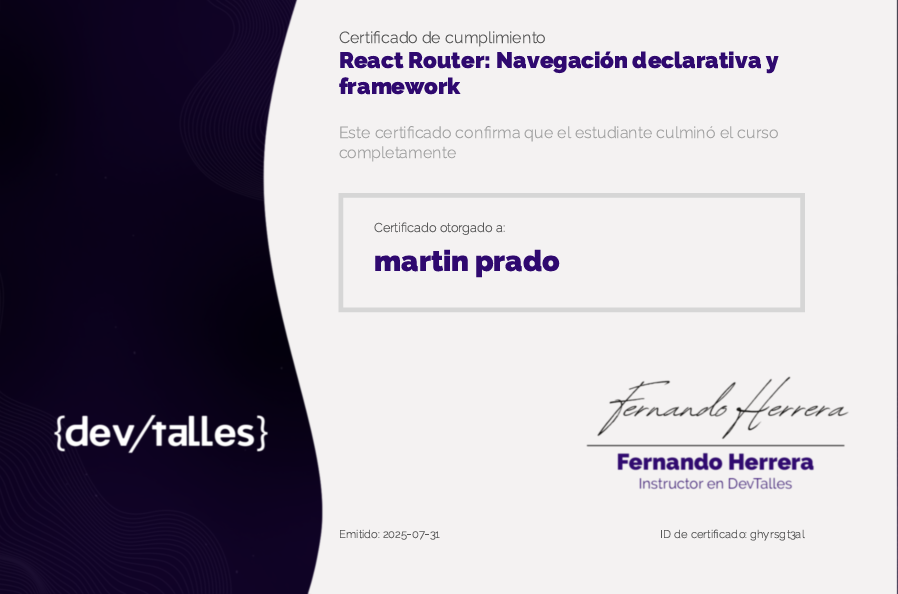 Certificado de cumplimiento
React Router: Navegación declarativa y
framework
Este certificado confirma que el estudiante culminó el curso
completamente
Certificado otorgado a:
martin prado
{dev/talles}
Fernando Herrera
Fernando Herrera
Instructor en DevTalles
Emitido: 2025-07-31
ID de certificado: ghyrsgt3al